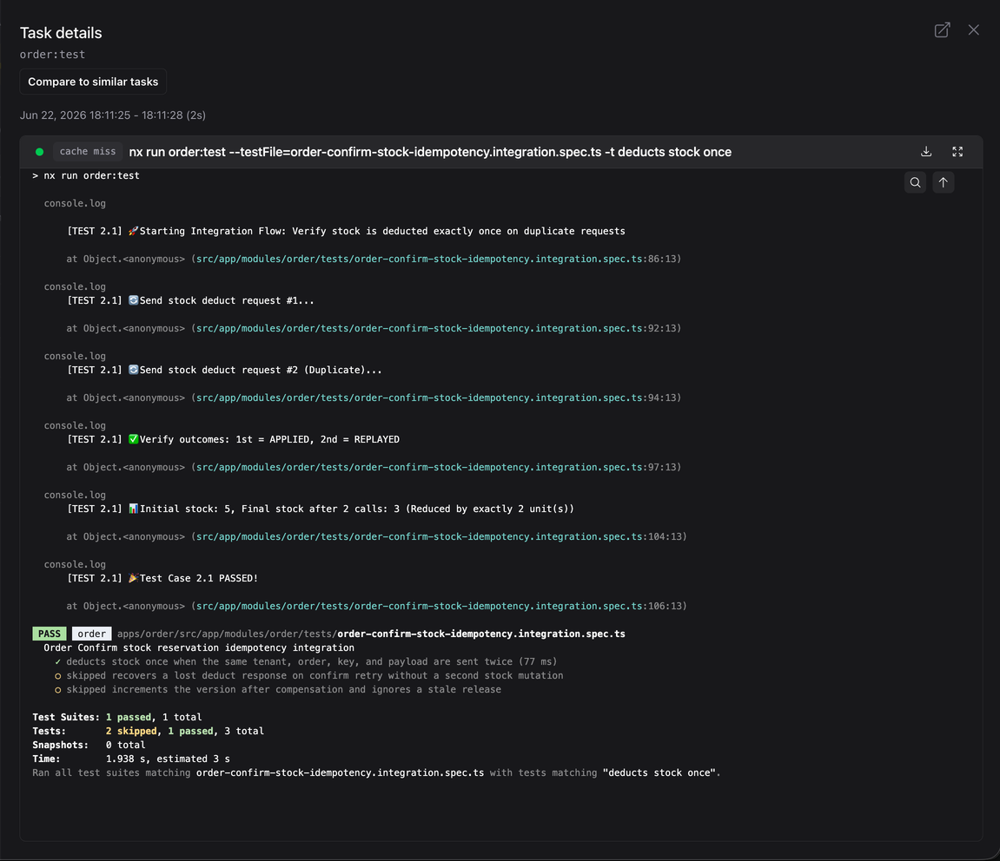 Task details
order:test
Compare to similar tasks
Jun 22, 2026 18:11:25 - 18:11:28 (2s)
cache miss nx run order:test --testFile=order-confirm-stock-idempotency.integration.spec.ts -t deducts stock once
> nx run order:test
console.log
[TEST 2.1] 🚀Starting Integration Flow: Verify stock is deducted exactly once on duplicate requests
at Object.<anonymous> (src/app/modules/order/tests/order-confirm-stock-idempotency.integration.spec.ts:86:13)
console.log
[TEST 2.1] 🔄Send stock deduct request #1...
at Object.<anonymous> (src/app/modules/order/tests/order-confirm-stock-idempotency.integration.spec.ts:92:13)
console.log
[TEST 2.1] 🔄Send stock deduct request #2 (Duplicate)...
at Object.<anonymous> (src/app/modules/order/tests/order-confirm-stock-idempotency.integration.spec.ts:94:13)
console.log
[TEST 2.1] ✅Verify outcomes: 1st = APPLIED, 2nd = REPLAYED
at Object.<anonymous> (src/app/modules/order/tests/order-confirm-stock-idempotency.integration.spec.ts:97:13)
console.log
[TEST 2.1] 📊Initial stock: 5, Final stock after 2 calls: 3 (Reduced by exactly 2 unit(s))
at Object.<anonymous> (src/app/modules/order/tests/order-confirm-stock-idempotency.integration.spec.ts:104:13)
console.log
[TEST 2.1] 🎉Test Case 2.1 PASSED!
at Object.<anonymous> (src/app/modules/order/tests/order-confirm-stock-idempotency.integration.spec.ts:106:13)
PASS order apps/order/src/app/modules/order/tests/order-confirm-stock-idempotency.integration.spec.ts
Order Confirm stock reservation idempotency integration
✓ deducts stock once when the same tenant, order, key, and payload are sent twice (77 ms)
○ skipped recovers a lost deduct response on confirm retry without a second stock mutation
○ skipped increments the version after compensation and ignores a stale release
Test Suites: 1 passed, 1 total
Tests: 2 skipped, 1 passed, 3 total
Snapshots: 0 total
Time: 1.938 s, estimated 3 s
Ran all test suites matching order-confirm-stock-idempotency.integration.spec.ts with tests matching "deducts stock once".